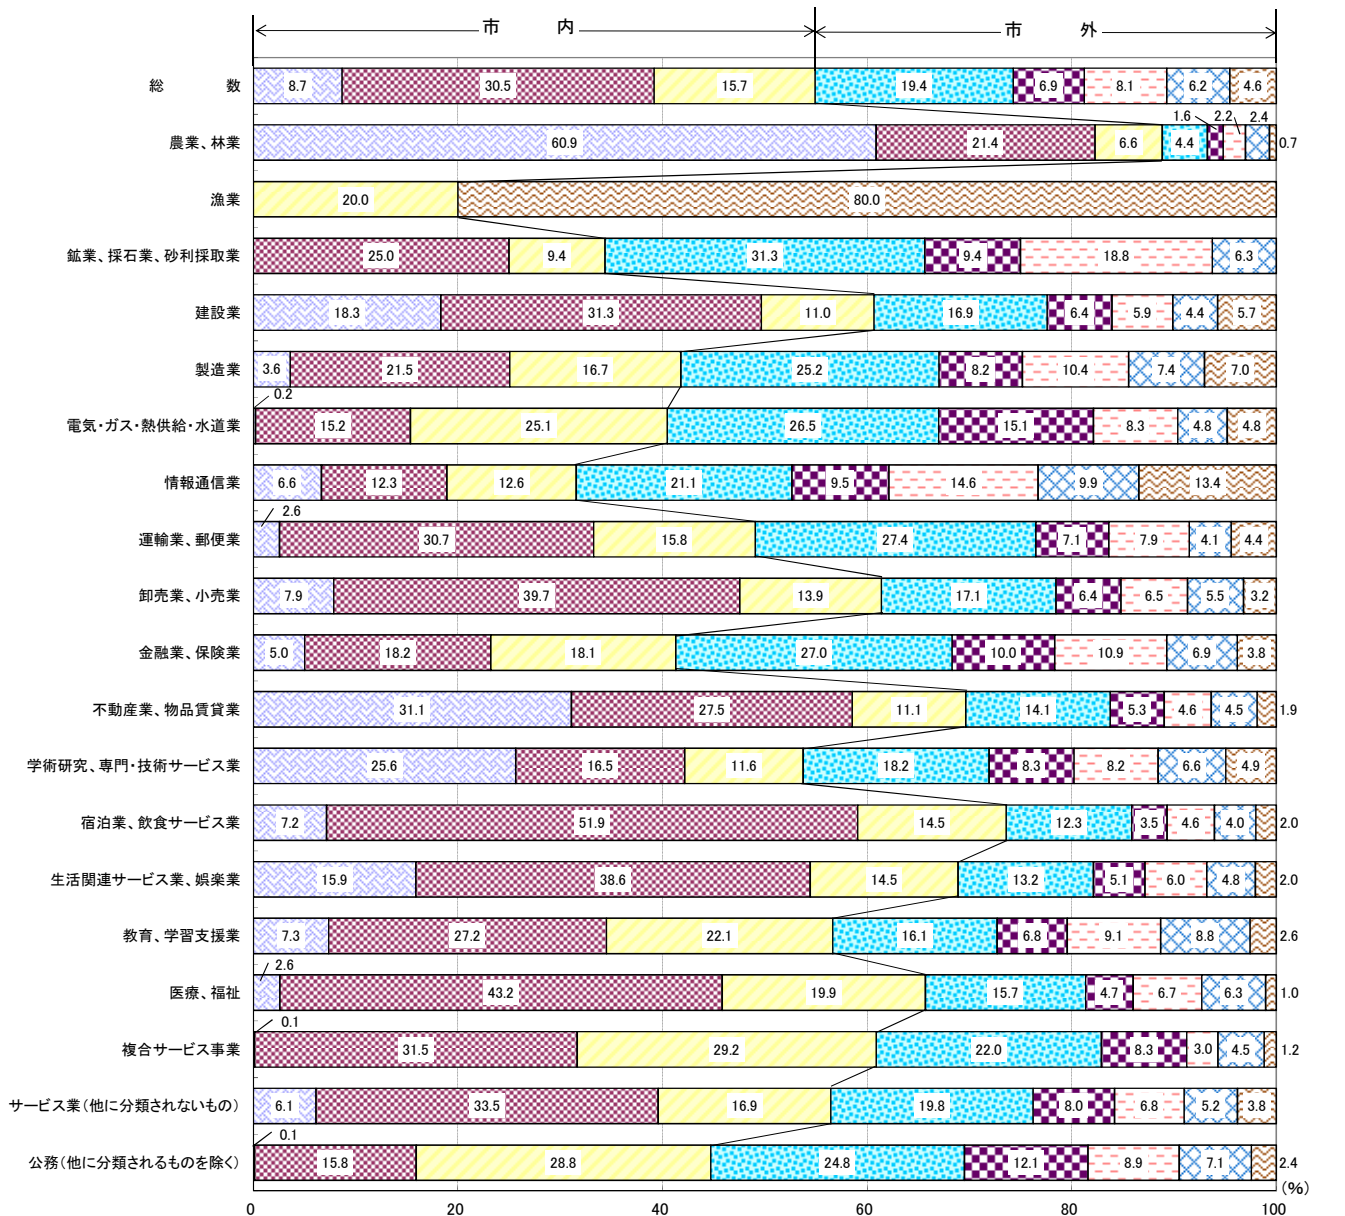 市　内　市　外
総　数 8.7 30.5 15.7 19.4 6.9 8.1 6.2 4.6
1.6 2.2 2.4
農業、林業 60.9 21.4 6.6 4.4 0.7
漁業 20.0 80.0
鉱業、採石業、砂利採取業 25.0 9.4 31.3 9.4 18.8 6.3
建設業 18.3 31.3 11.0 16.9 6.4 5.9 4.4 5.7
製造業 3.6 21.5 16.7 25.2 8.2 10.4 7.4 7.0
0.2
電気・ガス・熱供給・水道業 15.2 25.1 26.5 15.1 8.3 4.8 4.8
情報通信業 6.6 12.3 12.6 21.1 9.5 14.6 9.9 13.4
2.6
運輸業、郵便業 30.7 15.8 27.4 7.1 7.9 4.1 4.4
卸売業、小売業 7.9 39.7 13.9 17.1 6.4 6.5 5.5 3.2
金融業、保険業 5.0 18.2 18.1 27.0 10.0 10.9 6.9 3.8
不動産業、物品賃貸業 31.1 27.5 11.1 14.1 5.3 4.6 4.5 1.9
学術研究、専門・技術サービス業 25.6 16.5 11.6 18.2 8.3 8.2 6.6 4.9
宿泊業、飲食サービス業 7.2 51.9 14.5 12.3 3.5 4.6 4.0 2.0
生活関連サービス業、娯楽業 15.9 38.6 14.5 13.2 5.1 6.0 4.8 2.0
教育、学習支援業 7.3 27.2 22.1 16.1 6.8 9.1 8.8 2.6
2.6
医療、福祉 43.2 19.9 15.7 4.7 6.7 6.3 1.0
0.1
複合サービス事業 31.5 29.2 22.0 8.3 3.0 4.5 1.2
サービス業（他に分類されないもの） 6.1 33.5 16.9 19.8 8.0 6.8 5.2 3.8
0.1
公務（他に分類されるものを除く） 15.8 28.8 24.8 12.1 8.9 7.1 2.4
(%)
0 20 40 60 80 100